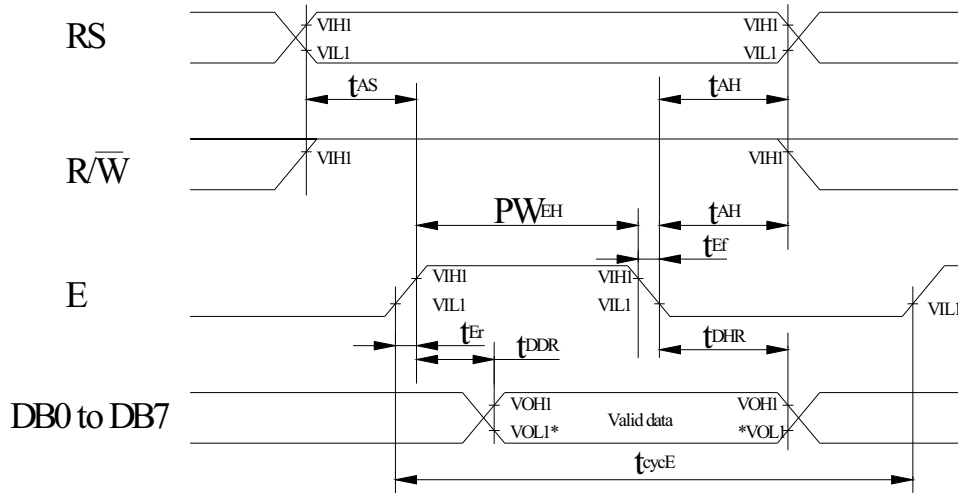 RS
VIH1 VIH1
VIL1 VIL1
tAS tAH
R/W̅
VIH1 VIH1
PWEH tAH
tEf
E
VIH1 VIH1
VIL1 VIL1 VIL1
tEr tDDR tDHR
DB0 to DB7
VOH1 Valid data VOH1
VOL1* *VOL1
tcycE